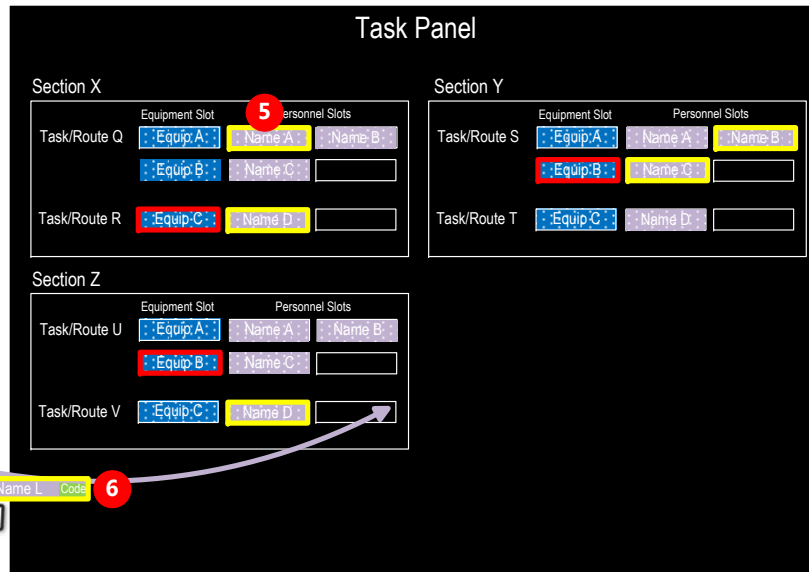 Task Panel
Section X
Equipment Slot 5 ersonnel Slots
Task/Route Q Equip A Name A Name B
Equip B Name C
Task/Route R Equip C Name D
Section Y
Equipment Slot Personnel Slots
Task/Route S Equip A Name A Name B
Equip B Name C
Task/Route T Equip C Name D
Section Z
Equipment Slot Personnel Slots
Task/Route U Equip A Name A Name B
Equip B Name C
Task/Route V Equip C Name D
Name L Code 6